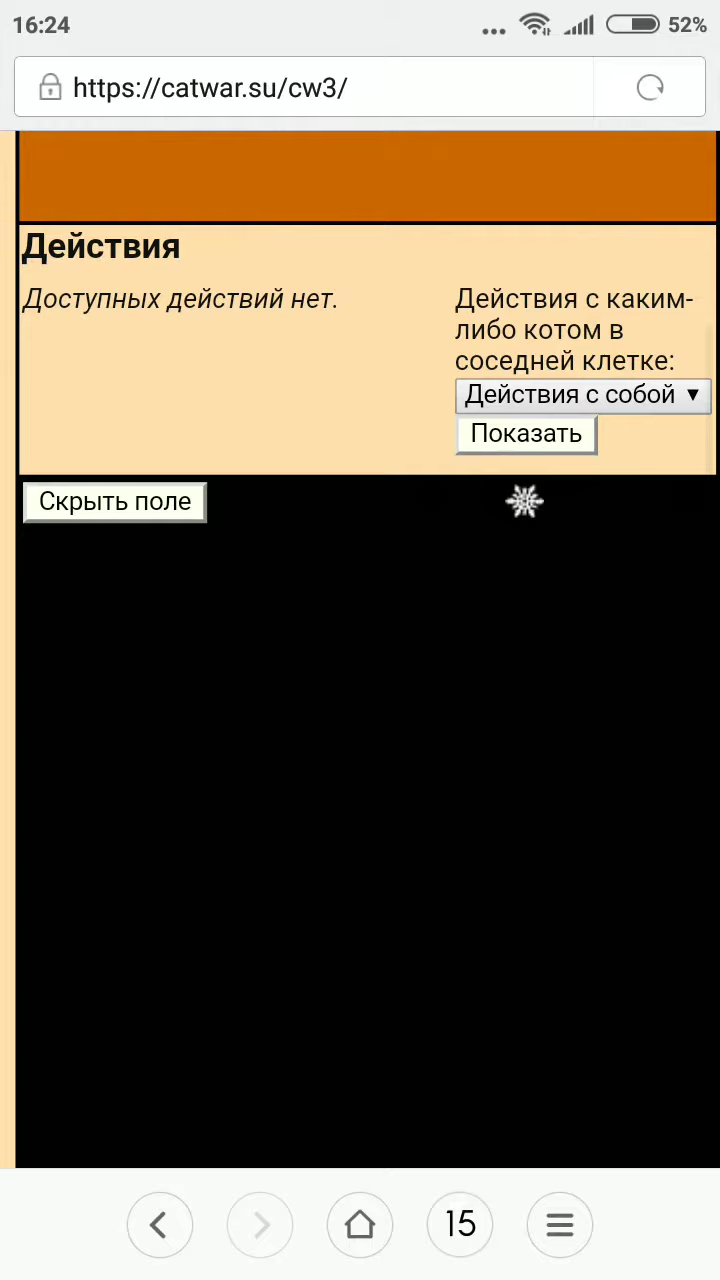 16:24
52%
https://catwar.su/cw3/
Действия
Доступных действий нет.
Действия с каким-
либо котом в
соседней клетке:
Действия с собой
Показать
Скрыть поле
15